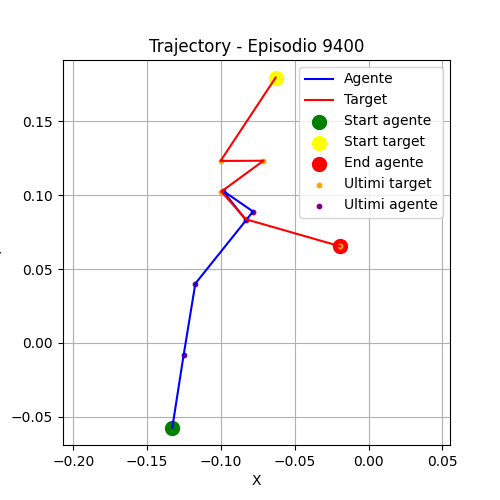 Trajectory - Episodio 9400
Agente
Target
Start agente
Start target
End agente
Ultimi target
Ultimi agente
0.15
0.10
0.05
0.00
−0.05
−0.20
−0.15
−0.10
−0.05
0.00
0.05
X